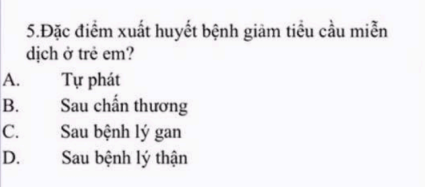 5.Đặc điểm xuất huyết bệnh giảm tiểu cầu miễn
dịch ở trẻ em?
A. Tự phát
B. Sau chấn thương
C. Sau bệnh lý gan
D. Sau bệnh lý thận